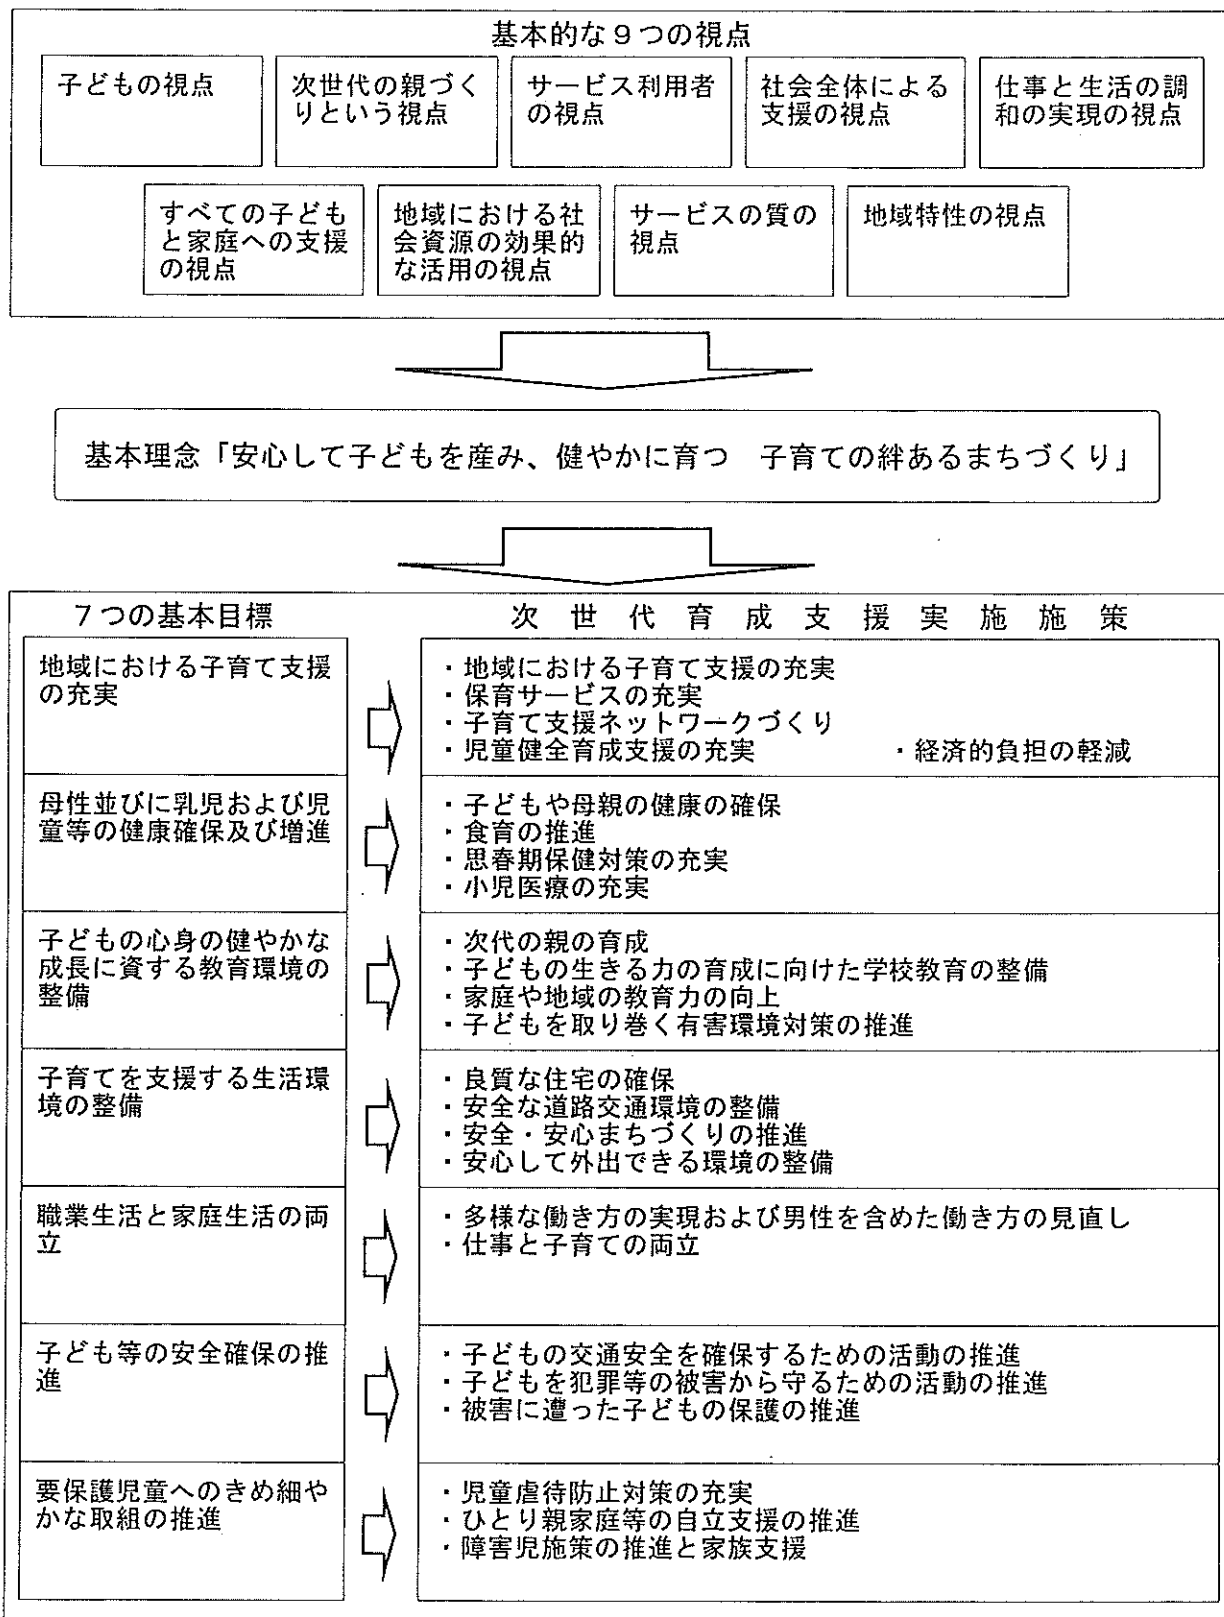 基本的な９つの視点
子どもの視点
次世代の親づく
りという視点
サービス利用者
の視点
社会全体による
支援の視点
仕事と生活の調
和の実現の視点
すべての子ども
と家庭への支援
の視点
地域における社
会資源の効果的
な活用の視点
サービスの質の
視点
地域特性の視点
基本理念「安心して子どもを産み、健やかに育つ　子育ての絆あるまちづくり」
７つの基本目標
次世代育成支援実施施策
地域における子育て支援
の充実
・地域における子育て支援の充実
・保育サービスの充実
・子育て支援ネットワークづくり
・児童健全育成支援の充実　・経済的負担の軽減
母性並びに乳児および児
童等の健康確保及び増進
・子どもや母親の健康の確保
・食育の推進
・思春期保健対策の充実
・小児医療の充実
子どもの心身の健やかな
成長に資する教育環境の
整備
・次代の親の育成
・子どもの生きる力の育成に向けた学校教育の整備
・家庭や地域の教育力の向上
・子どもを取り巻く有害環境対策の推進
子育てを支援する生活環
境の整備
・良質な住宅の確保
・安全な道路交通環境の整備
・安全・安心まちづくりの推進
・安心して外出できる環境の整備
職業生活と家庭生活の両
立
・多様な働き方の実現および男性を含めた働き方の見直し
・仕事と子育ての両立
子ども等の安全確保の推
進
・子どもの交通安全を確保するための活動の推進
・子どもを犯罪等の被害から守るための活動の推進
・被害に遭った子どもの保護の推進
要保護児童へのきめ細や
かな取組の推進
・児童虐待防止対策の充実
・ひとり親家庭等の自立支援の推進
・障害児施策の推進と家族支援